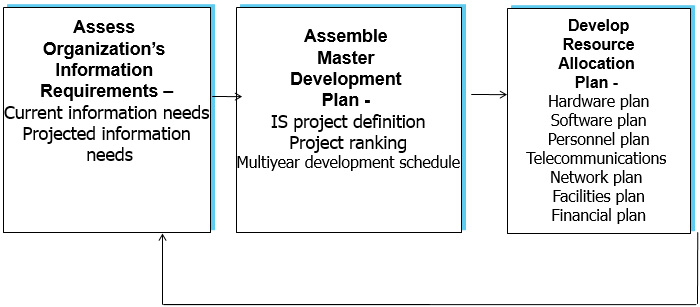 Assess
Organization's
Information
Requirements –
Current information needs
Projected information
needs
Assemble
Master
Development
Plan -
IS project definition
Project ranking
Multiyear development schedule
Develop
Resource
Allocation
Plan -
Hardware plan
Software plan
Personnel plan
Telecommunications
Network plan
Facilities plan
Financial plan